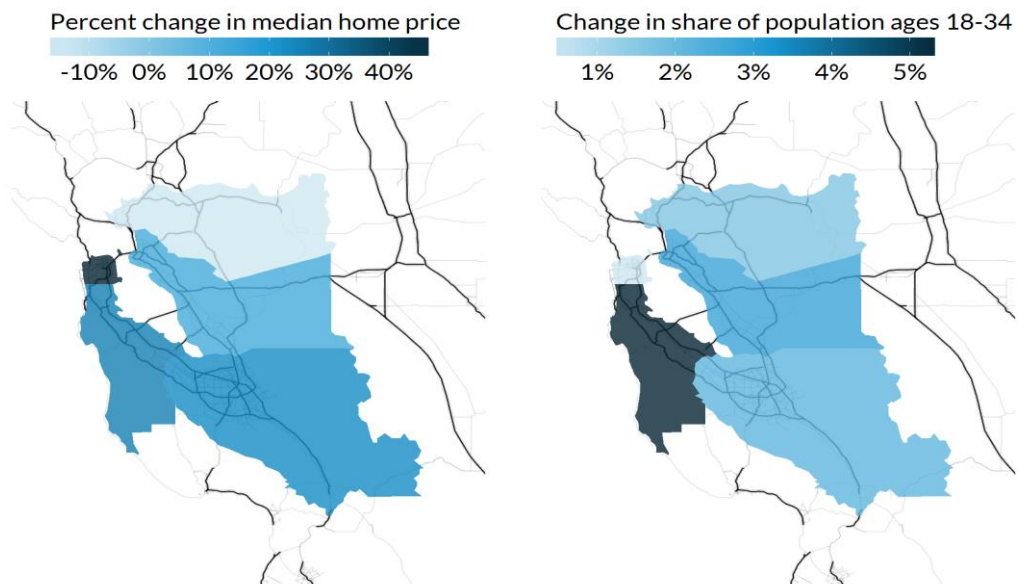 Percent change in median home price
-10% 0% 10% 20% 30% 40%
Change in share of population ages 18-34
1% 2% 3% 4% 5%